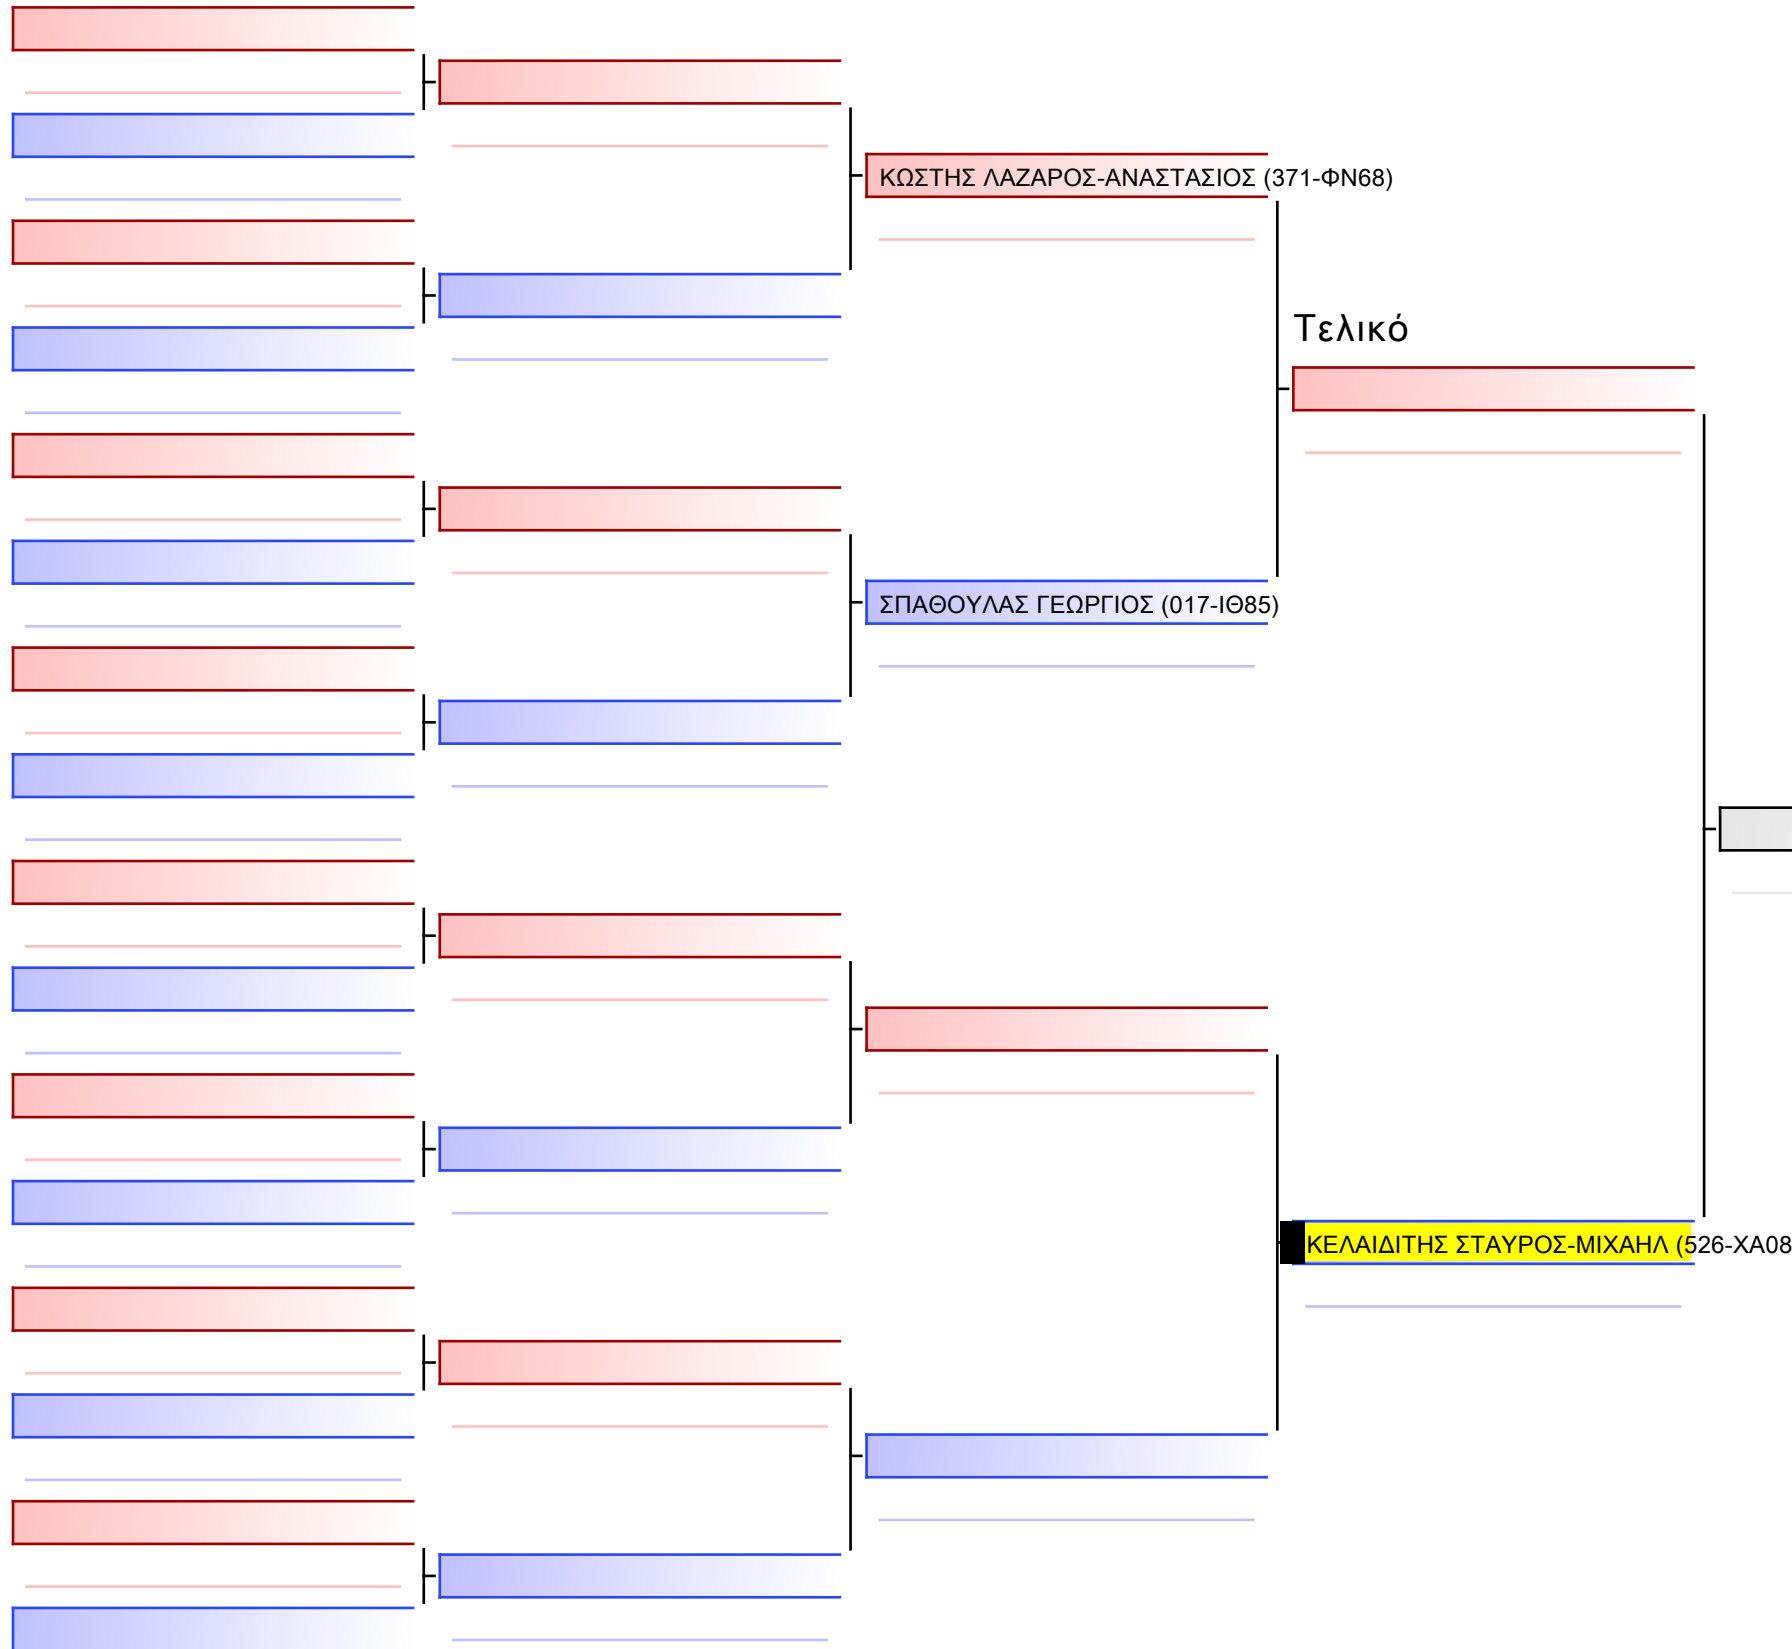 ΚΩΣΤΗΣ ΛΑΖΑΡΟΣ-ΑΝΑΣΤΑΣΙΟΣ (371-ΦΝ68)
Τελικό
ΣΠΑΘΟΥΛΑΣ ΓΕΩΡΓΙΟΣ (017-ΙΘ85)
ΚΕΛΑΙΔΙΤΗΣ ΣΤΑΥΡΟΣ-ΜΙΧΑΗΛ (526-ΧΑ08